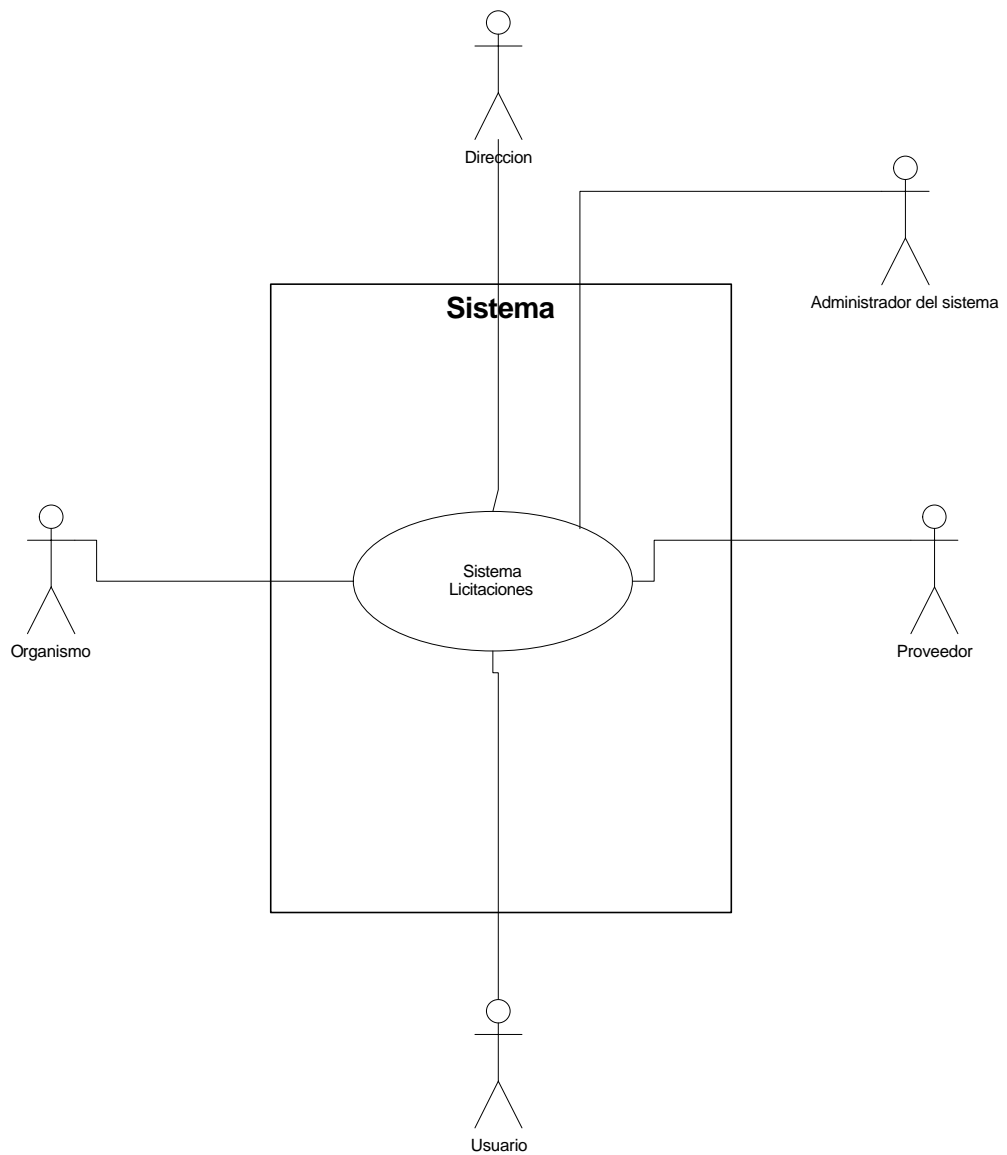 Direccion
Administrador del sistema
Sistema
Organismo
Sistema
Licitaciones
Proveedor
Usuario